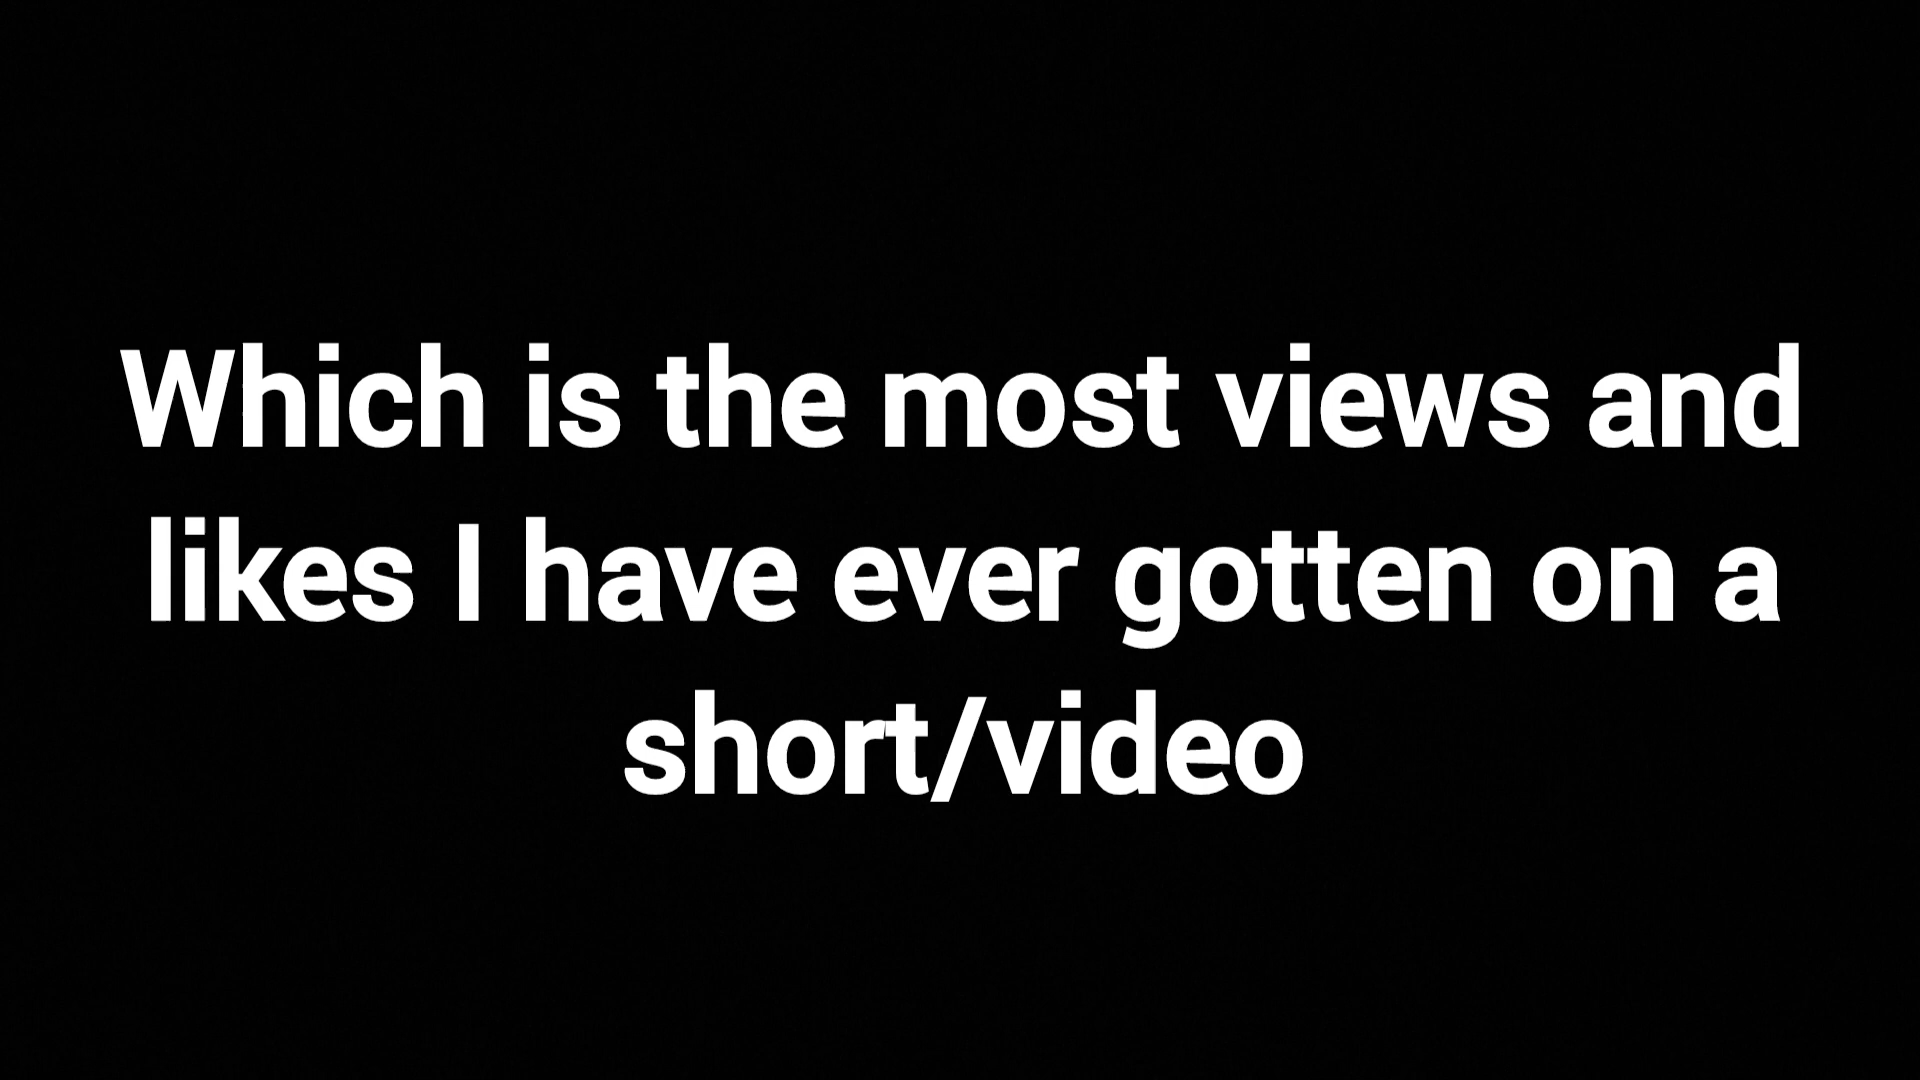 Which is the most views and
likes I have ever gotten on a
short/video